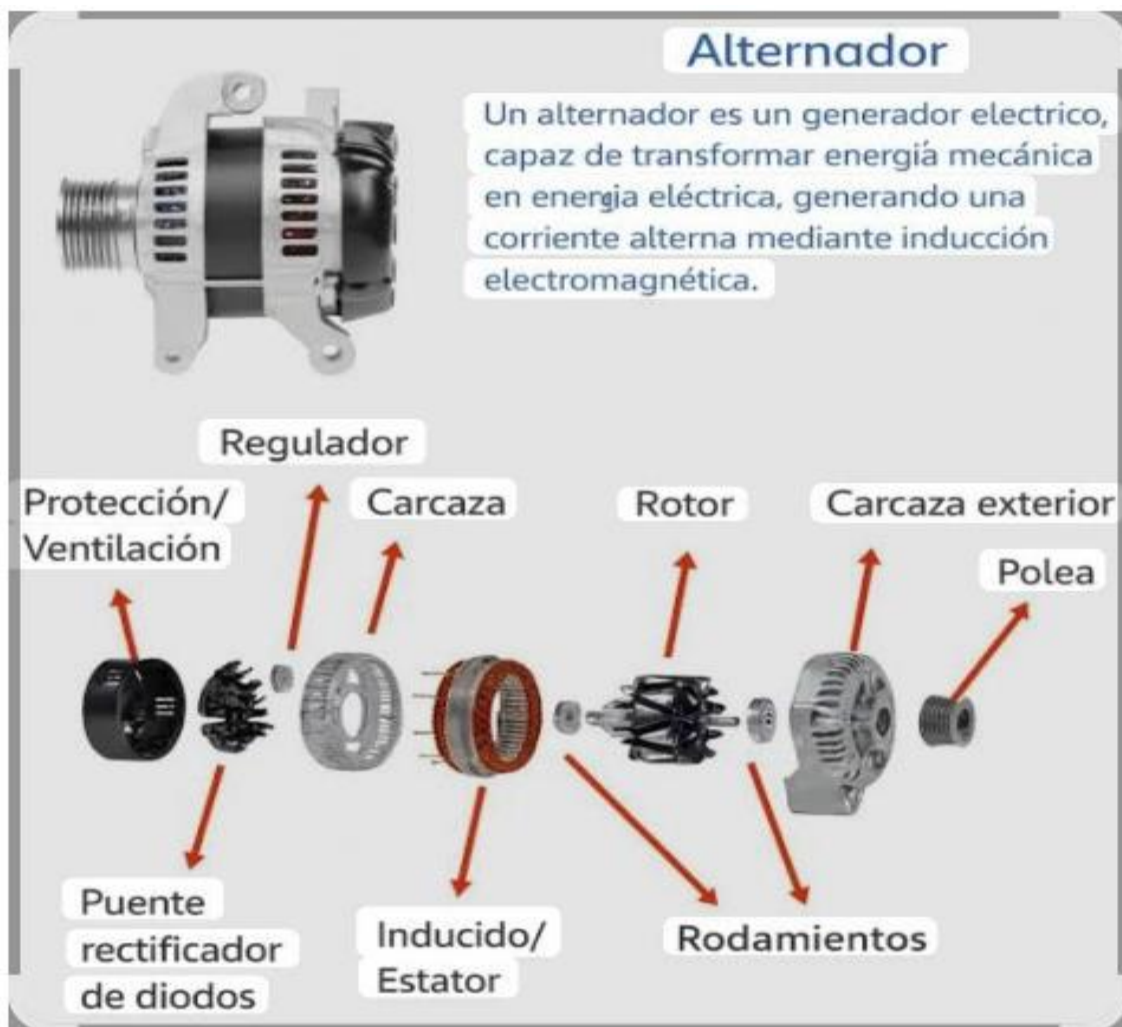 Alternador
Un alternador es un generador electrico,
capaz de transformar energía mecánica
en energia eléctrica, generando una
corriente alterna mediante inducción
electromagnética.
Regulador
Protección/
Ventilación
Carcaza
Rotor
Carcaza exterior
Polea
Puente
rectificador
de diodos
Inducido/
Estator
Rodamientos